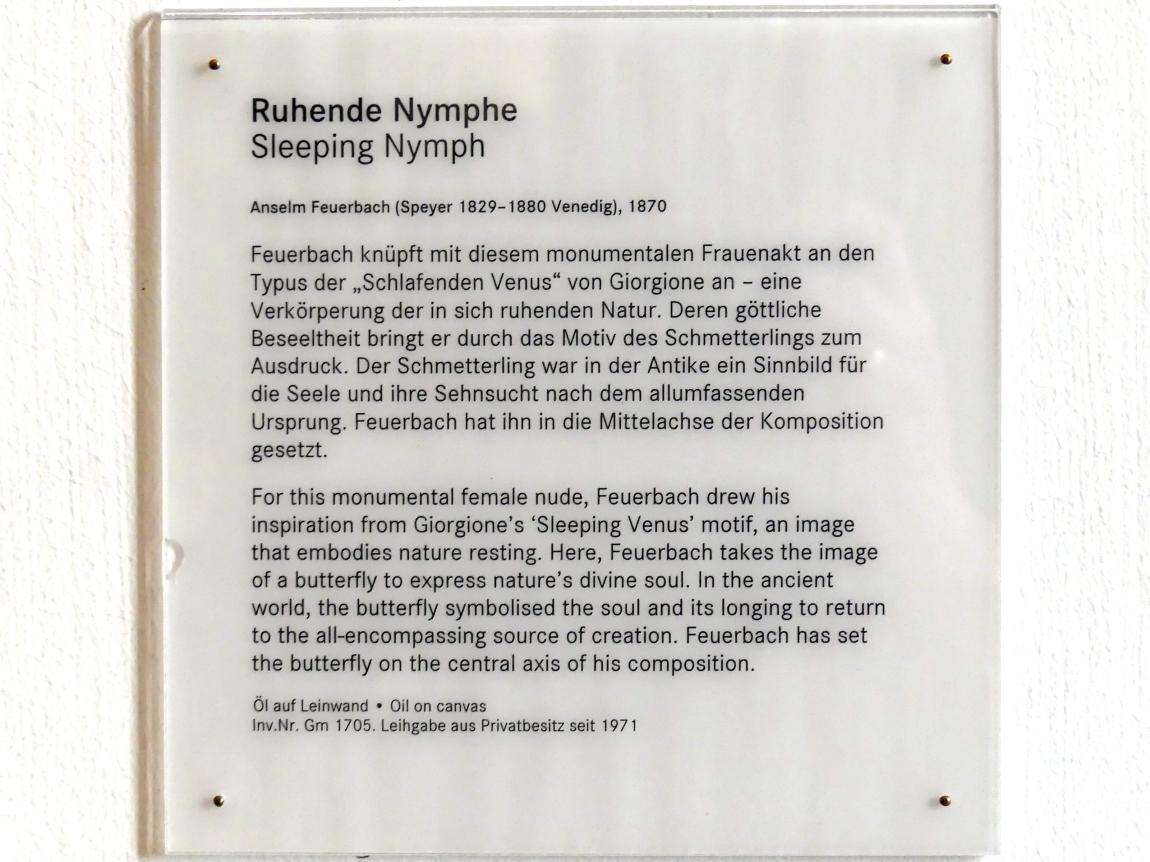 Ruhende Nymphe
Sleeping Nymph
Anselm Feuerbach (Speyer 1829–1880 Venedig), 1870
Feuerbach knüpft mit diesem monumentalen Frauenakt an den
Typus der „Schlafenden Venus“ von Giorgione an – eine
Verkörperung der in sich ruhenden Natur. Deren göttliche
Beseeltheit bringt er durch das Motiv des Schmetterlings zum
Ausdruck. Der Schmetterling war in der Antike ein Sinnbild für
die Seele und ihre Sehnsucht nach dem allumfassenden
Ursprung. Feuerbach hat ihn in die Mittelachse der Komposition
gesetzt.
For this monumental female nude, Feuerbach drew his
inspiration from Giorgione’s ‘Sleeping Venus’ motif, an image
that embodies nature resting. Here, Feuerbach takes the image
of a butterfly to express nature’s divine soul. In the ancient
world, the butterfly symbolised the soul and its longing to return
to the all-encompassing source of creation. Feuerbach has set
the butterfly on the central axis of his composition.
Öl auf Leinwand • Oil on canvas
Inv.Nr. Gm 1705. Leihgabe aus Privatbesitz seit 1971